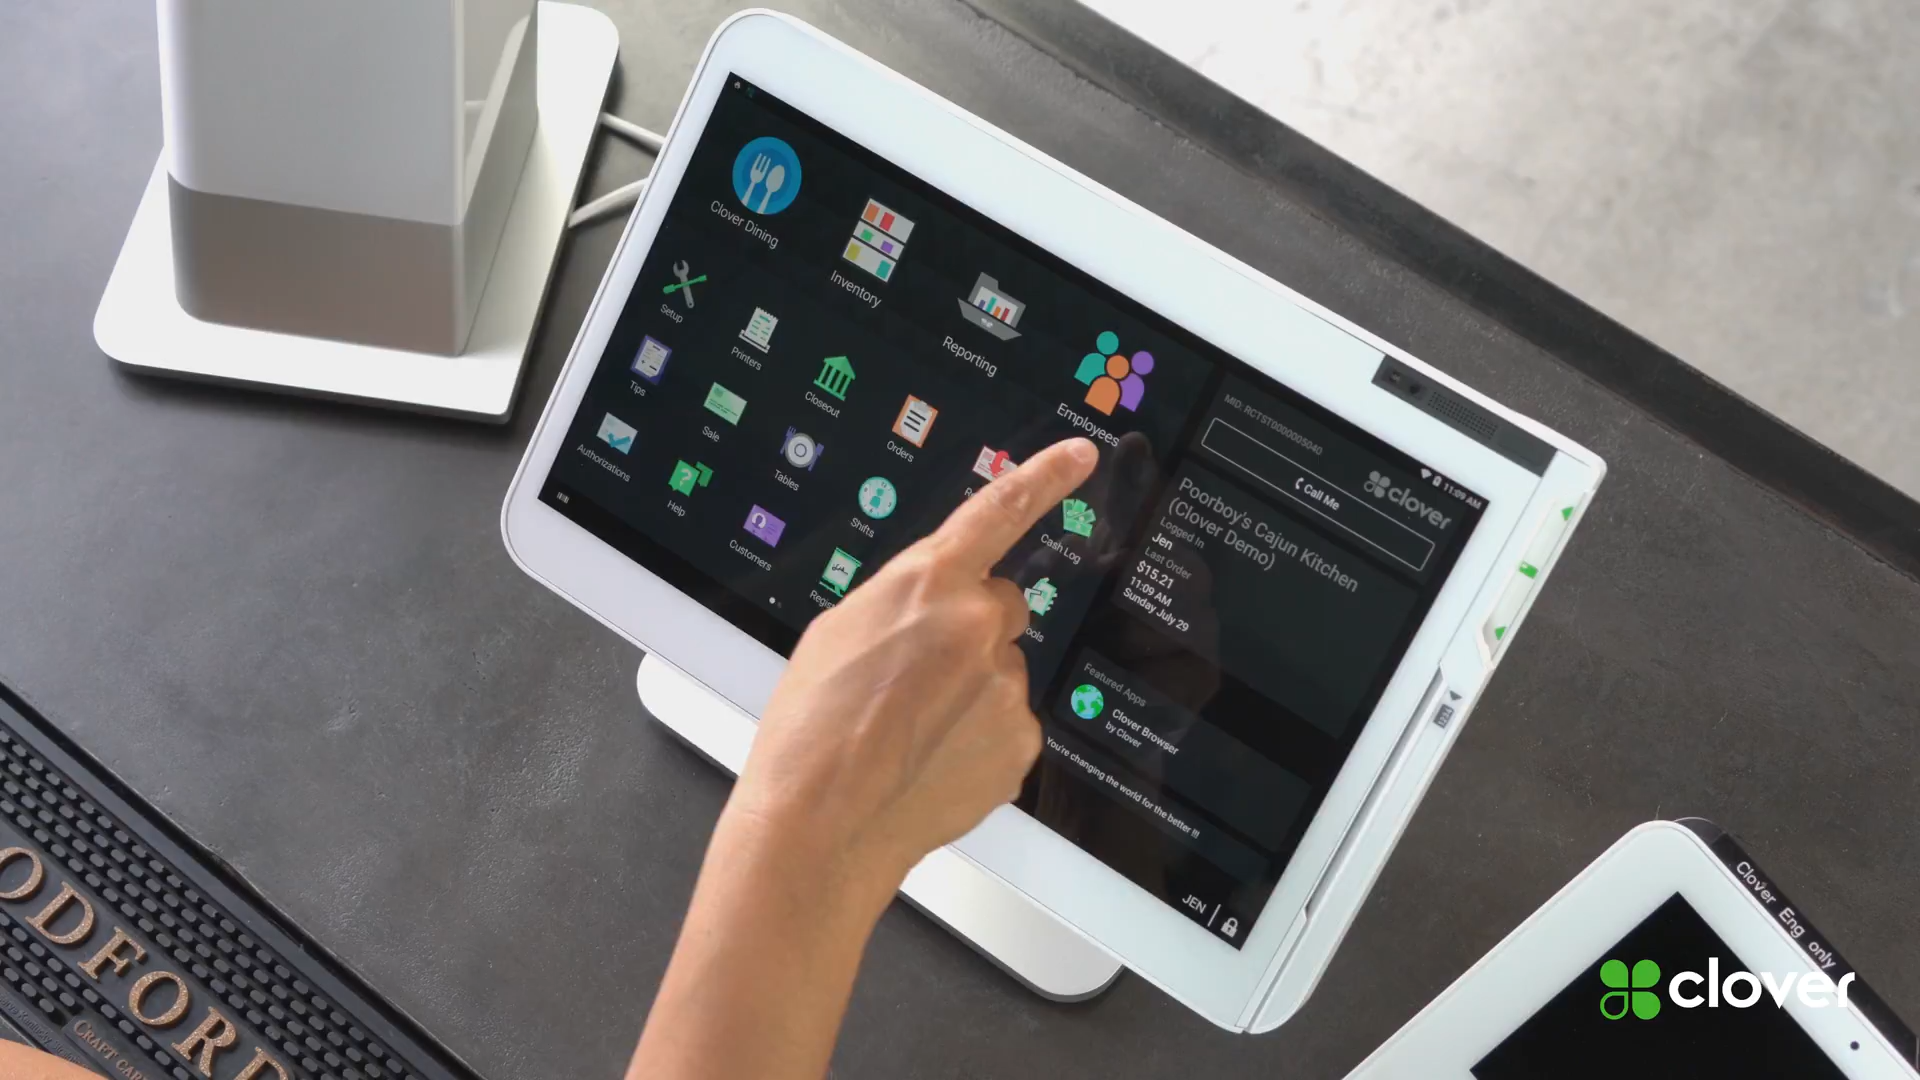 Clover Dining
Inventory
Reporting
Employees
Setup
Printers
Closeout
Orders
Cash Log
Tips
Sale
Tables
Shifts
Authorizations
Help
Customers
11:09 AM
MID: RCTST0000005040
clover
Call Me
Poorboy's Cajun Kitchen
(Clover Demo)
Logged In
Jen
Last Order
$15.21
11:09 AM
Sunday July 29
Featured Apps
Clover Browser
by Clover
You're changing the world for the better !!!
JEN
Clover Eng only
clover
ODFORD